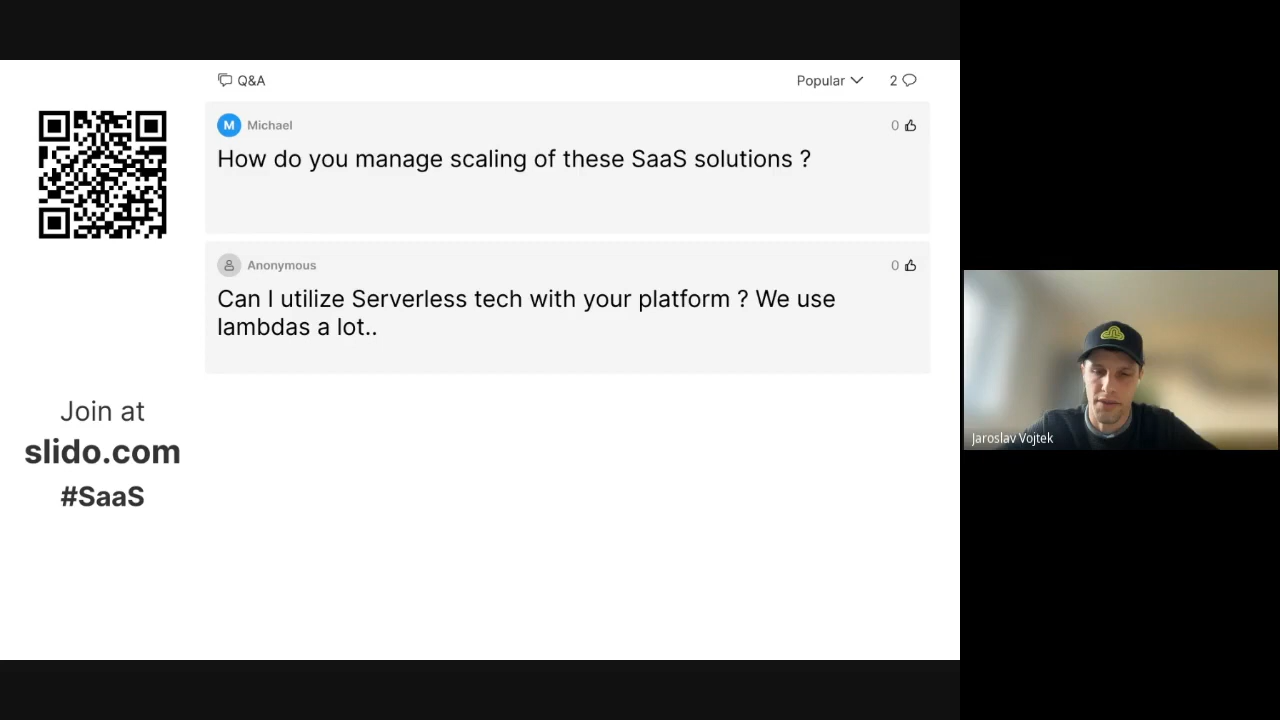 Q&A
Popular
2
M
Michael
0
How do you manage scaling of these SaaS solutions ?
Anonymous
0
Can I utilize Serverless tech with your platform ? We use
lambdas a lot..
Join at
slido.com
#SaaS
Jaroslav Vojtek